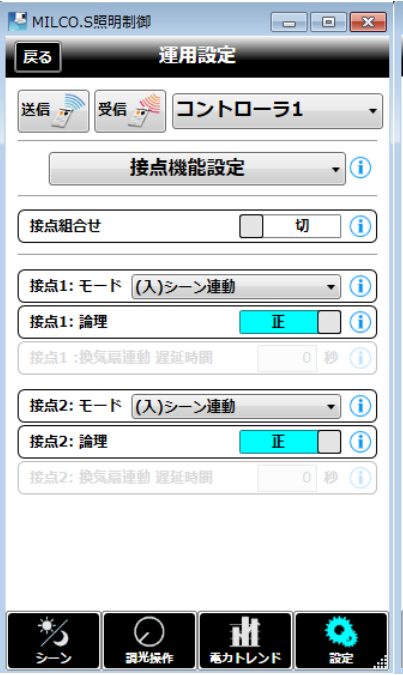 MILCO.S照明制御
戻る 運用設定
送信 受信 コントローラ1
接点機能設定
接点組合せ 切
接点1: モード (入)シーン連動
接点1: 論理 正
接点1 :換気扇連動 遅延時間 0 秒
接点2: モード (入)シーン連動
接点2: 論理 正
接点2: 換気扇連動 遅延時間 0 秒
シーン 調光操作 電力トレンド 設定